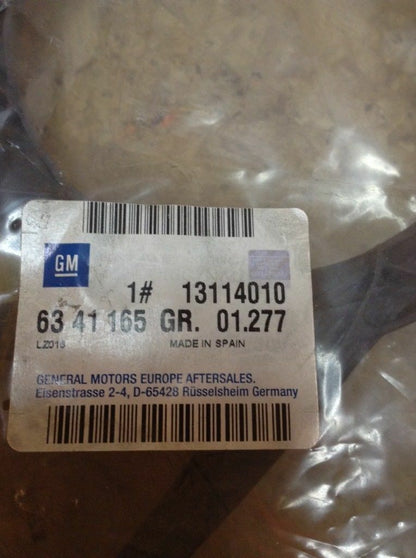 GM
1# 13114010
63 41 165 GR. 01.277
LZ016 MADE IN SPAIN
GENERAL MOTORS EUROPE AFTERSALES.
Eisenstrasse 2-4, D-65428 Rüsselsheim Germany